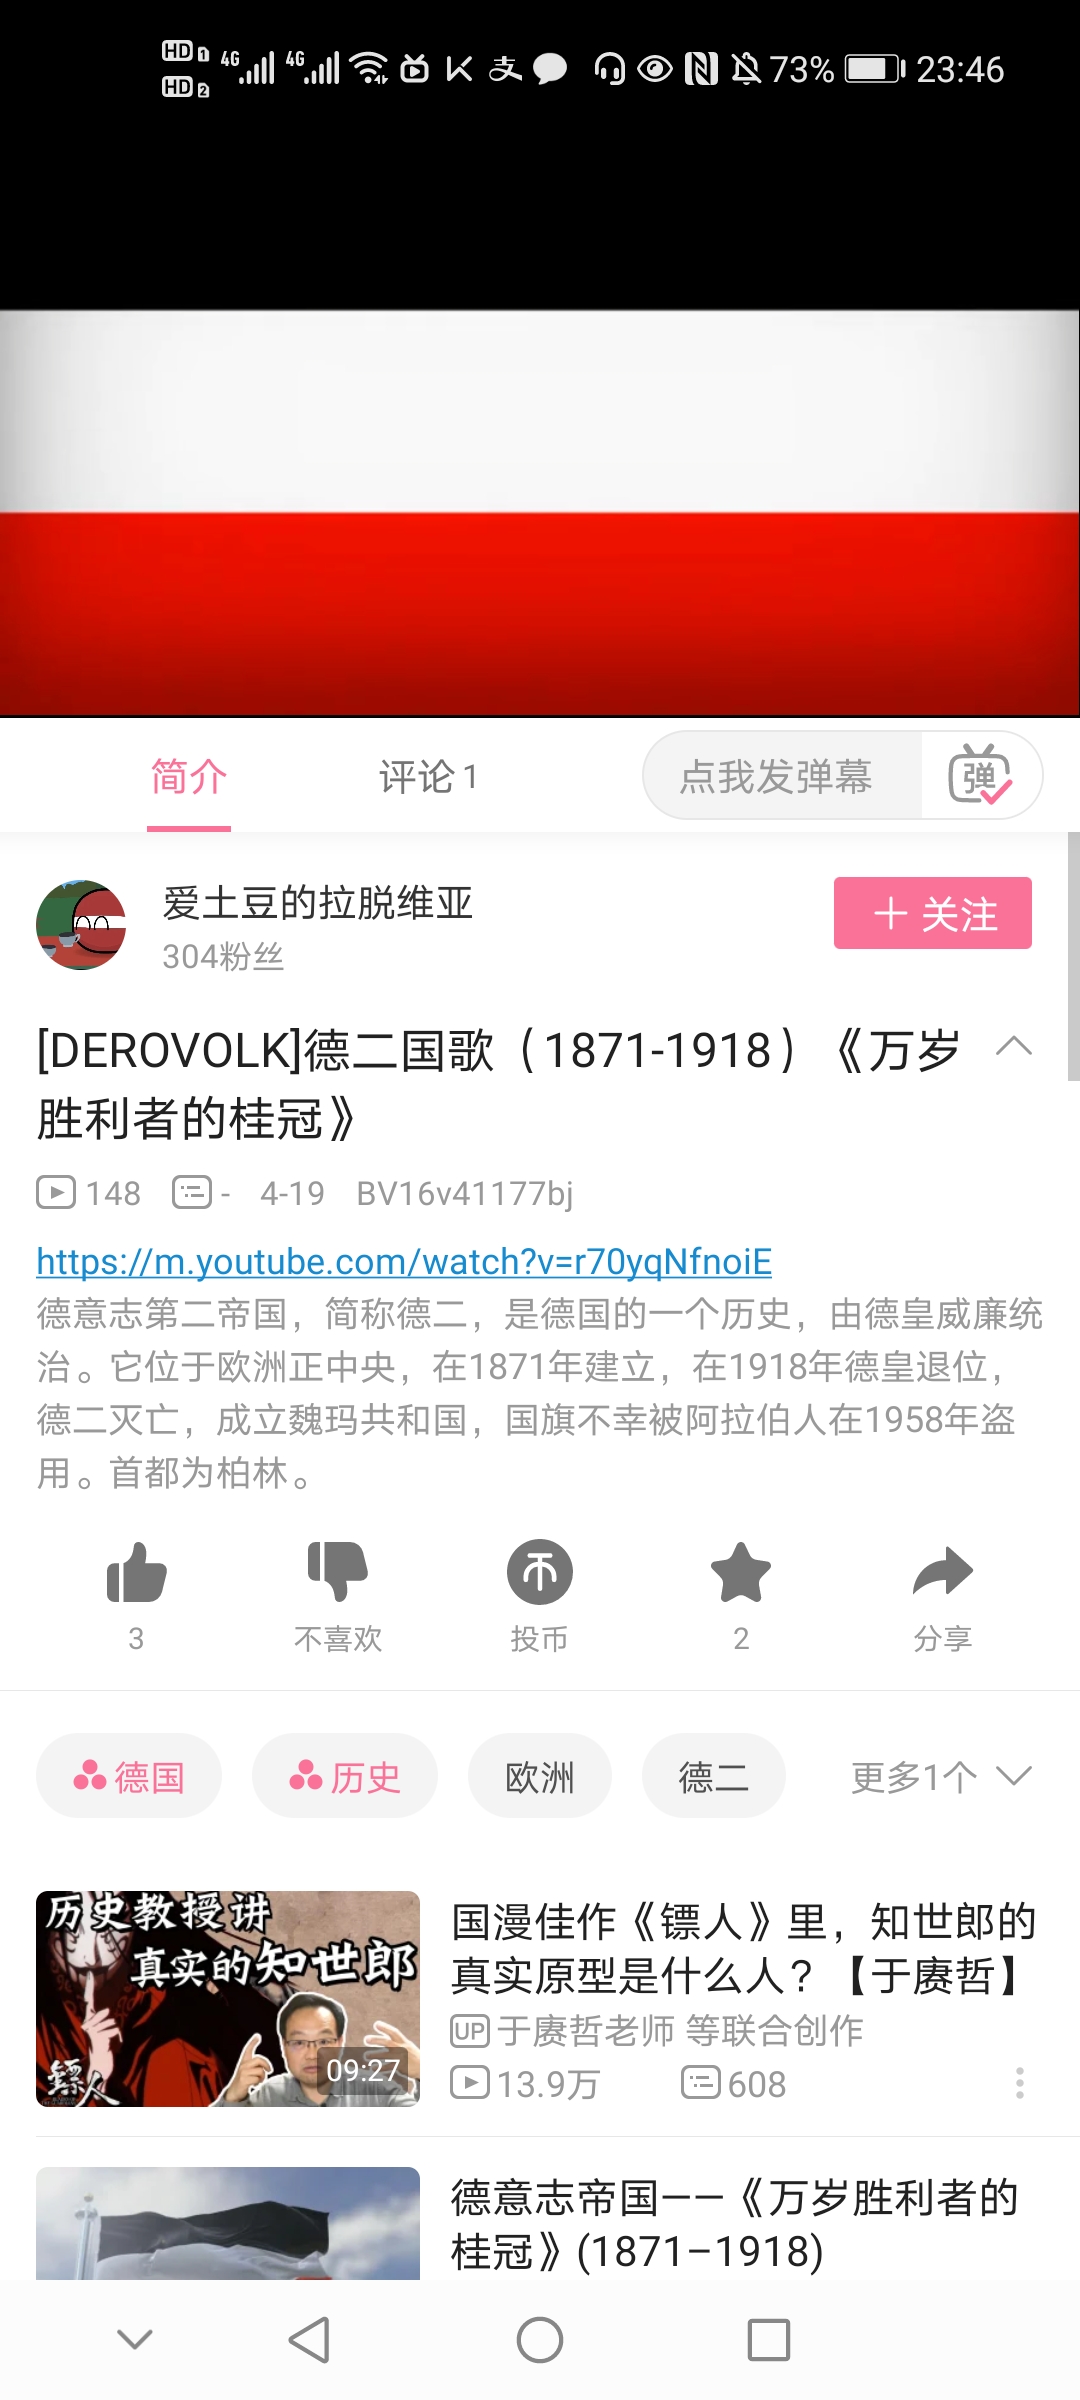 HD 1 4G 4G 73% 23:46
HD 2
简介 评论 1 点我发弹幕 弹
爱土豆的拉脱维亚
304粉丝
+ 关注
[DEROVOLK]德二国歌（1871-1918）《万岁
胜利者的桂冠》
148 - 4-19 BV16v41177bj
https://m.youtube.com/watch?v=r70yqNfnoiE
德意志第二帝国，简称德二，是德国的一个历史，由德皇威廉统
治。它位于欧洲正中央，在1871年建立，在1918年德皇退位，
德二灭亡，成立魏玛共和国，国旗不幸被阿拉伯人在1958年盗
用。首都为柏林。
3 不喜欢 投币 2 分享
德国 历史 欧洲 德二 更多1个
历史教授讲
真实的知世郎
镖人
09:27
国漫佳作《镖人》里，知世郎的
真实原型是什么人？【于赓哲】
UP 于赓哲老师 等联合创作
13.9万 608
德意志帝国——《万岁胜利者的
桂冠》(1871–1918)